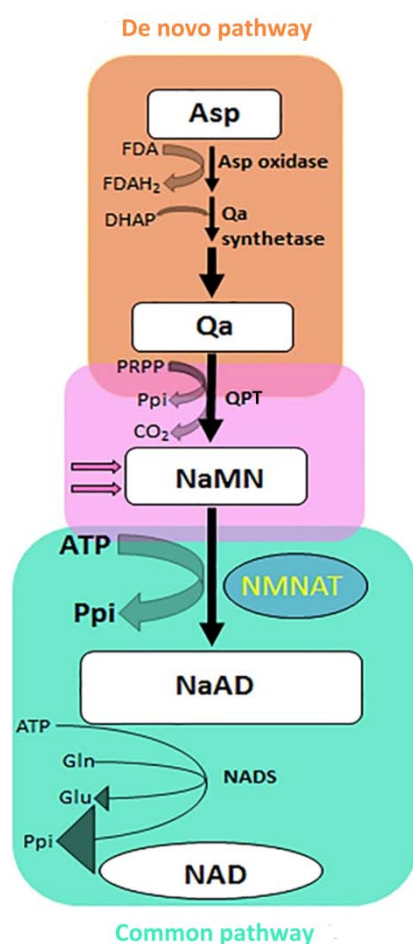 De novo pathway
Asp
FDA
Asp oxidase
FDAH₂
DHAP
Qa
synthetase
Qa
PRPP
Ppi
QPT
CO₂
NaMN
ATP
NMNAT
Ppi
NaAD
ATP
Gln
NADS
Glu
Ppi
NAD
Common pathway